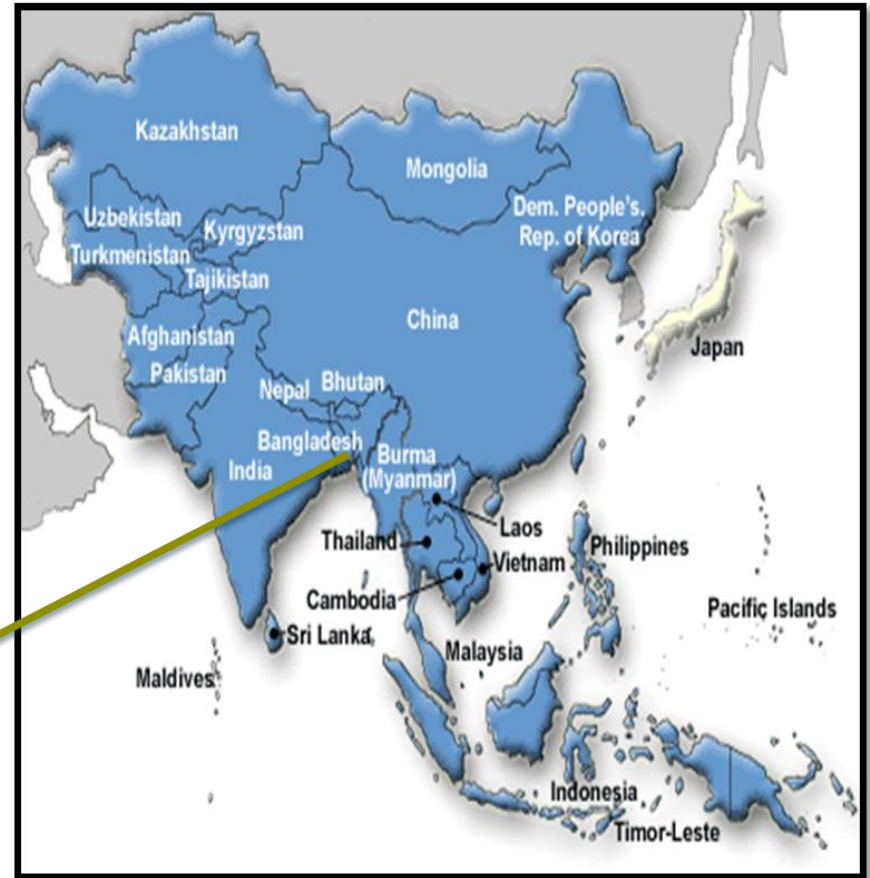 Kazakhstan
Mongolia
Uzbekistan
Kyrgyzstan
Dem. People's.
Rep. of Korea
Turkmenistan
Tajikistan
China
Afghanistan
Japan
Pakistan
Nepal
Bhutan
Bangladesh
Burma
(Myanmar)
India
Laos
Thailand
Philippines
Vietnam
Cambodia
Pacific Islands
Sri Lanka
Malaysia
Maldives
Indonesia
Timor-Leste